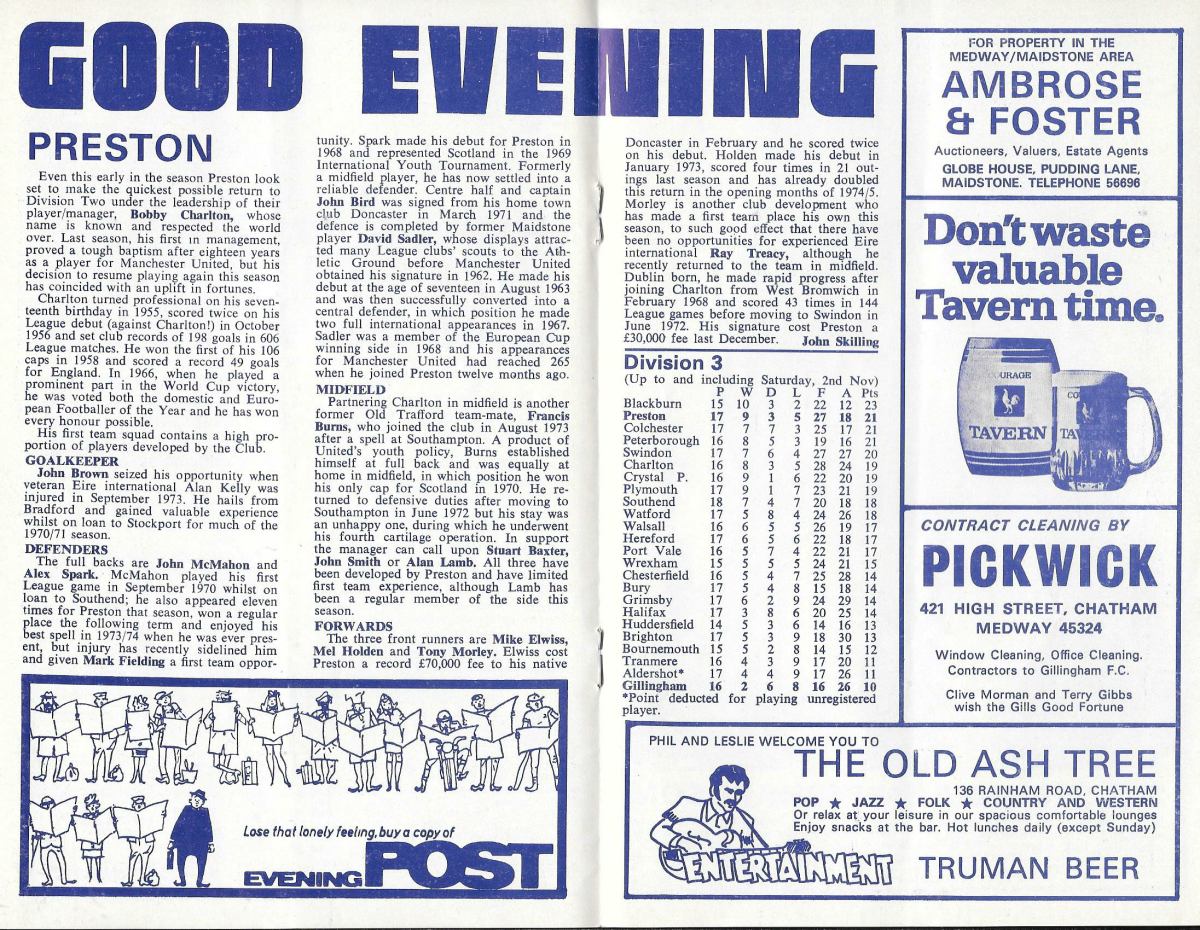 GOOD EVENING
PRESTON
Even this early in the season Preston look
set to make the quickest possible return to
Division Two under the leadership of their
player/manager, Bobby Charlton, whose
name is known and respected the world
over. Last season, his first in management,
proved a tough baptism after eighteen years
as a player for Manchester United, but his
decision to resume playing again this season
has coincided with an uplift in fortunes.
Charlton turned professional on his seven-
teenth birthday in 1955, scored twice on his
League debut (against Charlton!) in October
1956 and set club records of 198 goals in 606
League matches. He won the first of his 106
caps in 1958 and scored a record 49 goals
for England. In 1966, when he played a
prominent part in the World Cup victory,
he was voted both the domestic and Euro-
pean Footballer of the Year and he has won
every honour possible.
His first team squad contains a high pro-
portion of players developed by the Club.
GOALKEEPER
John Brown seized his opportunity when
veteran Eire international Alan Kelly was
injured in September 1973. He hails from
Bradford and gained valuable experience
whilst on loan to Stockport for much of the
1970/71 season.
DEFENDERS
The full backs are John McMahon and
Alex Spark. McMahon played his first
League game in September 1970 whilst on
loan to Southend; he also appeared eleven
times for Preston that season, won a regular
place the following term and enjoyed his
best spell in 1973/74 when he was ever pres-
ent, but injury has recently sidelined him
and given Mark Fielding a first team oppor-
tunity. Spark made his debut for Preston in
1968 and represented Scotland in the 1969
International Youth Tournament. Formerly
a midfield player, he has now settled into a
reliable defender. Centre half and captain
John Bird was signed from his home town
club Doncaster in March 1971 and the
defence is completed by former Maidstone
player David Sadler, whose displays attrac-
ted many League clubs' scouts to the Ath-
letic Ground before Manchester United
obtained his signature in 1962. He made his
debut at the age of seventeen in August 1963
and was then successfully converted into a
central defender, in which position he made
two full international appearances in 1967.
Sadler was a member of the European Cup
winning side in 1968 and his appearances
for Manchester United had reached 265
when he joined Preston twelve months ago.
MIDFIELD
Partnering Charlton in midfield is another
former Old Trafford team-mate, Francis
Burns, who joined the club in August 1973
after a spell at Southampton. A product of
United's youth policy, Burns established
himself at full back and was equally at
home in midfield, in which position he won
his only cap for Scotland in 1970. He re-
turned to defensive duties after moving to
Southampton in June 1972 but his stay was
an unhappy one, during which he underwent
his fourth cartilage operation. In support
the manager can call upon Stuart Baxter,
John Smith or Alan Lamb. All three have
been developed by Preston and have limited
first team experience, although Lamb has
been a regular member of the side this
season.
FORWARDS
The three front runners are Mike Elwiss,
Mel Holden and Tony Morley. Elwiss cost
Preston a record £70,000 fee to his native
Doncaster in February and he scored twice
on his debut. Holden made his debut in
January 1973, scored four times in 21 out-
ings last season and has already doubled
this return in the opening months of 1974/5.
Morley is another club development who
has made a first team place his own this
season, to such good effect that there have
been no opportunities for experienced Eire
international Ray Treacy, although he
recently returned to the team in midfield.
Dublin born, he made rapid progress after
joining Charlton from West Bromwich in
February 1968 and scored 43 times in 144
League games before moving to Swindon in
June 1972. His signature cost Preston a
£30,000 fee last December. John Skilling
Division 3
(Up to and including Saturday, 2nd Nov)
P W D L F A Pts
Blackburn 15 10 3 2 22 12 23
Preston 17 9 3 5 27 18 21
Colchester 17 7 7 3 25 17 21
Peterborough 16 8 5 3 19 16 21
Swindon 17 7 6 4 27 27 20
Charlton 16 8 3 5 28 24 19
Crystal P. 16 9 1 6 22 20 19
Plymouth 17 9 1 7 23 21 19
Southend 18 7 4 7 20 18 18
Watford 17 5 8 4 24 26 18
Walsall 16 6 5 5 26 19 17
Hereford 17 6 5 6 22 18 17
Port Vale 16 5 7 4 22 21 17
Wrexham 15 5 5 5 24 21 15
Chesterfield 16 5 4 7 25 28 14
Bury 17 5 4 8 15 18 14
Grimsby 17 6 2 9 24 29 14
Halifax 17 3 8 6 20 25 14
Huddersfield 14 5 3 6 14 16 13
Brighton 17 5 3 9 18 30 13
Bournemouth 15 5 2 8 14 15 12
Tranmere 16 4 3 9 17 20 11
Aldershot* 17 4 4 9 17 26 11
Gillingham 16 2 6 8 16 26 10
*Point deducted for playing unregistered
player.
FOR PROPERTY IN THE
MEDWAY/MAIDSTONE AREA
AMBROSE
& FOSTER
Auctioneers, Valuers, Estate Agents
GLOBE HOUSE, PUDDING LANE,
MAIDSTONE. TELEPHONE 56696
Don't waste
valuable
Tavern time.
COURAGE
TAVERN
CO
TAV
CONTRACT CLEANING BY
PICKWICK
421 HIGH STREET, CHATHAM
MEDWAY 45324
Window Cleaning, Office Cleaning.
Contractors to Gillingham F.C.
Clive Morman and Terry Gibbs
wish the Gills Good Fortune
Lose that lonely feeling, buy a copy of
EVENING POST
PHIL AND LESLIE WELCOME YOU TO
THE OLD ASH TREE
136 RAINHAM ROAD, CHATHAM
POP ★ JAZZ ★ FOLK ★ COUNTRY AND WESTERN
Or relax at your leisure in our spacious comfortable lounges
Enjoy snacks at the bar. Hot lunches daily (except Sunday)
ENTERTAINMENT
TRUMAN BEER